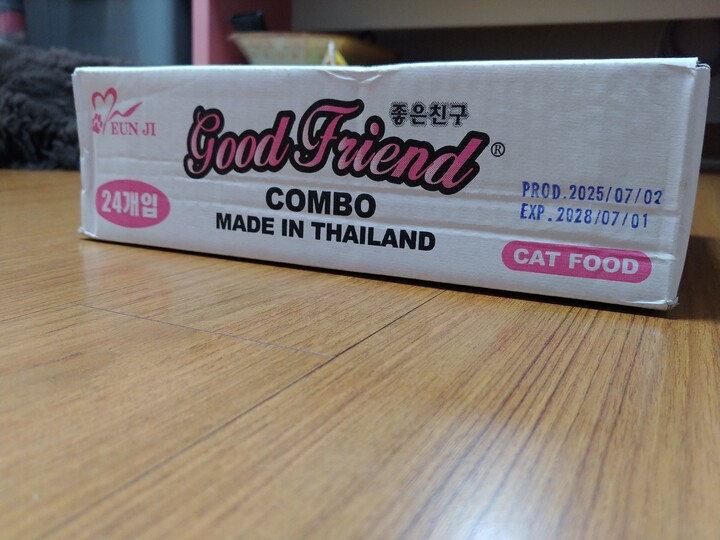 EUN JI
좋은친구
Good Friend®
24개입
COMBO
MADE IN THAILAND
PROD.2025/07/02
EXP.2028/07/01
CAT FOOD